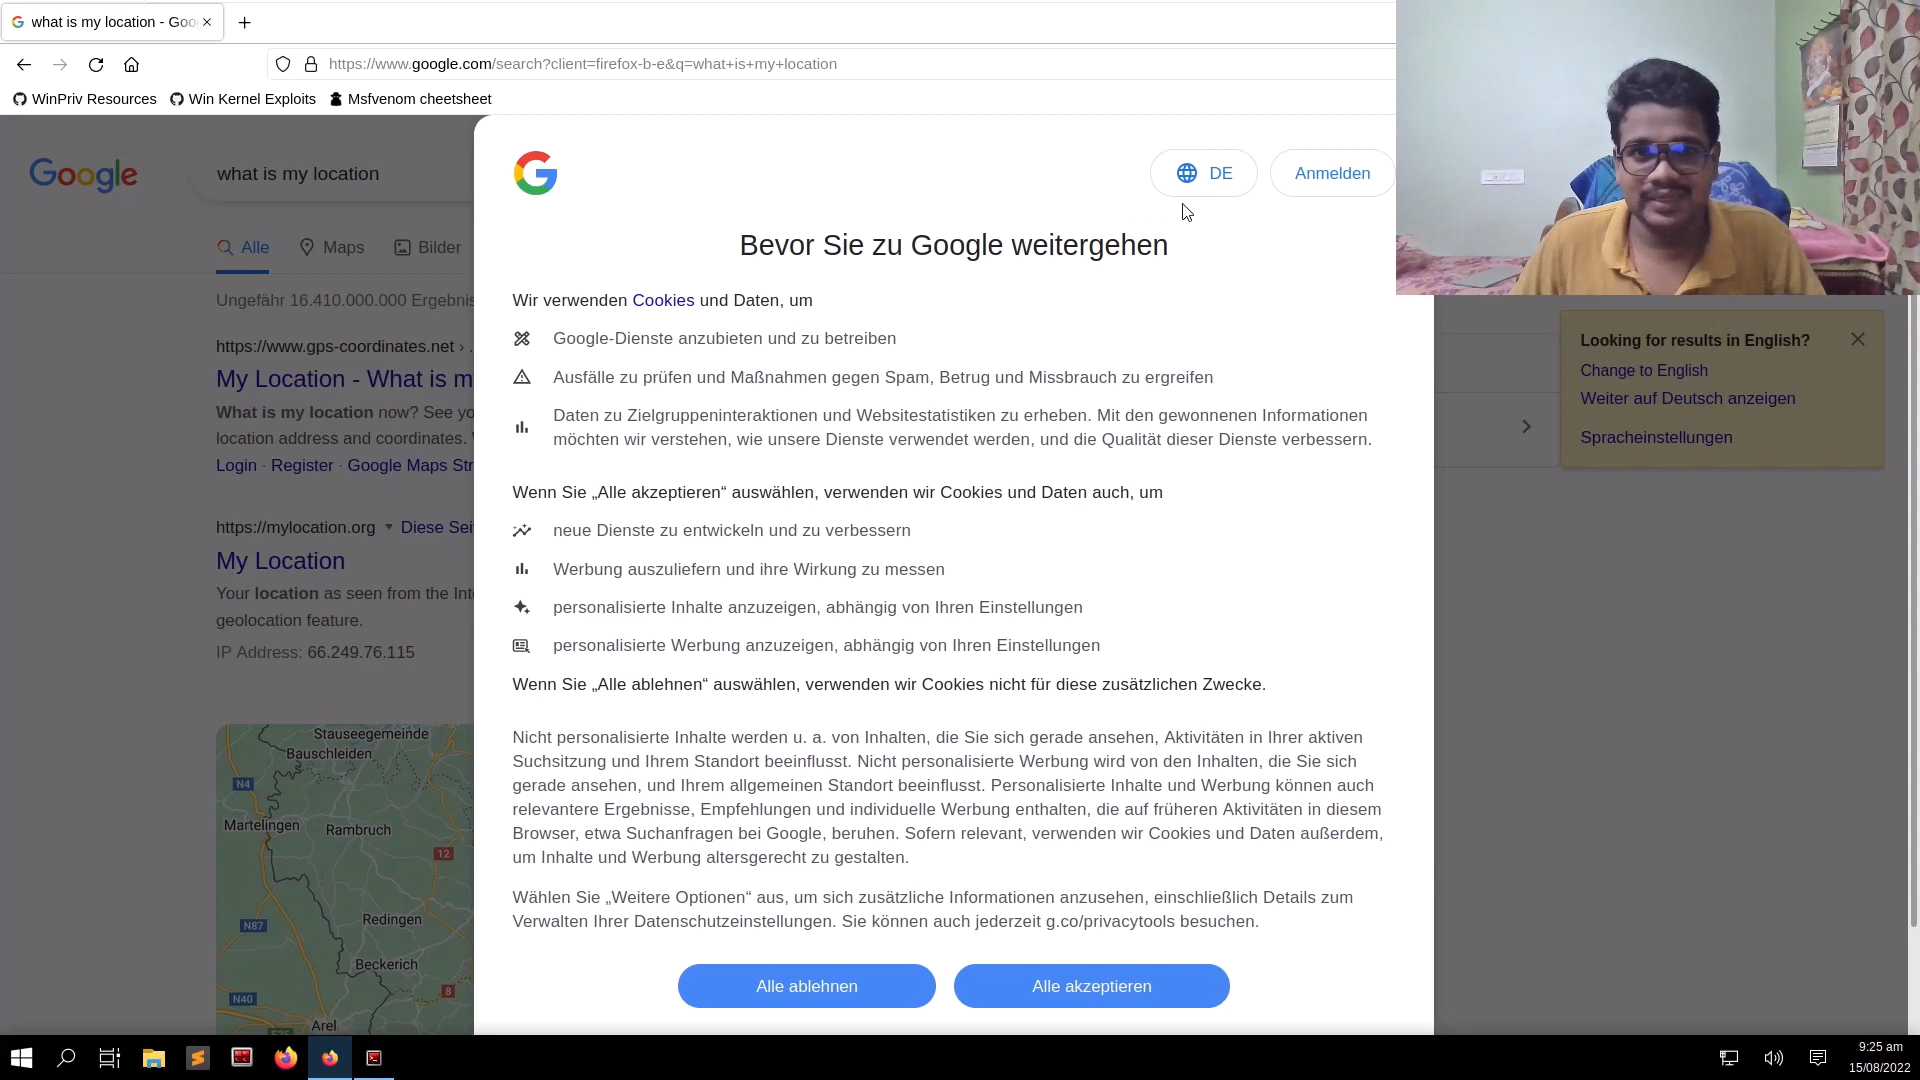 what is my location - Goo
https://www.google.com/search?client=firefox-b-e&q=what+is+my+location
WinPriv Resources
Win Kernel Exploits
Msfvenom cheetsheet
Google
what is my location
Alle
Maps
Bilder
Ungefähr 16.410.000.000 Ergebnis
https://www.gps-coordinates.net ›
My Location - What is m
What is my location now? See yo
location address and coordinates.
Login · Register · Google Maps Str
https://mylocation.org
Diese Sei
My Location
Your location as seen from the Inte
geolocation feature.
IP Address: 66.249.76.115
Stauseegemeinde
Bauschleiden
N4
Martelingen
Rambruch
12
Redingen
N87
Beckerich
8
N40
Arel
DE
Anmelden
Bevor Sie zu Google weitergehen
Wir verwenden Cookies und Daten, um
Google-Dienste anzubieten und zu betreiben
Ausfälle zu prüfen und Maßnahmen gegen Spam, Betrug und Missbrauch zu ergreifen
Daten zu Zielgruppeninteraktionen und Websitestatistiken zu erheben. Mit den gewonnenen Informationen
möchten wir verstehen, wie unsere Dienste verwendet werden, und die Qualität dieser Dienste verbessern.
Wenn Sie „Alle akzeptieren“ auswählen, verwenden wir Cookies und Daten auch, um
neue Dienste zu entwickeln und zu verbessern
Werbung auszuliefern und ihre Wirkung zu messen
personalisierte Inhalte anzuzeigen, abhängig von Ihren Einstellungen
personalisierte Werbung anzuzeigen, abhängig von Ihren Einstellungen
Wenn Sie „Alle ablehnen“ auswählen, verwenden wir Cookies nicht für diese zusätzlichen Zwecke.
Nicht personalisierte Inhalte werden u. a. von Inhalten, die Sie sich gerade ansehen, Aktivitäten in Ihrer aktiven
Suchsitzung und Ihrem Standort beeinflusst. Nicht personalisierte Werbung wird von den Inhalten, die Sie sich
gerade ansehen, und Ihrem allgemeinen Standort beeinflusst. Personalisierte Inhalte und Werbung können auch
relevantere Ergebnisse, Empfehlungen und individuelle Werbung enthalten, die auf früheren Aktivitäten in diesem
Browser, etwa Suchanfragen bei Google, beruhen. Sofern relevant, verwenden wir Cookies und Daten außerdem,
um Inhalte und Werbung altersgerecht zu gestalten.
Wählen Sie „Weitere Optionen“ aus, um sich zusätzliche Informationen anzusehen, einschließlich Details zum
Verwalten Ihrer Datenschutzeinstellungen. Sie können auch jederzeit g.co/privacytools besuchen.
Alle ablehnen
Alle akzeptieren
Looking for results in English?
Change to English
Weiter auf Deutsch anzeigen
Spracheinstellungen
9:25 am
15/08/2022